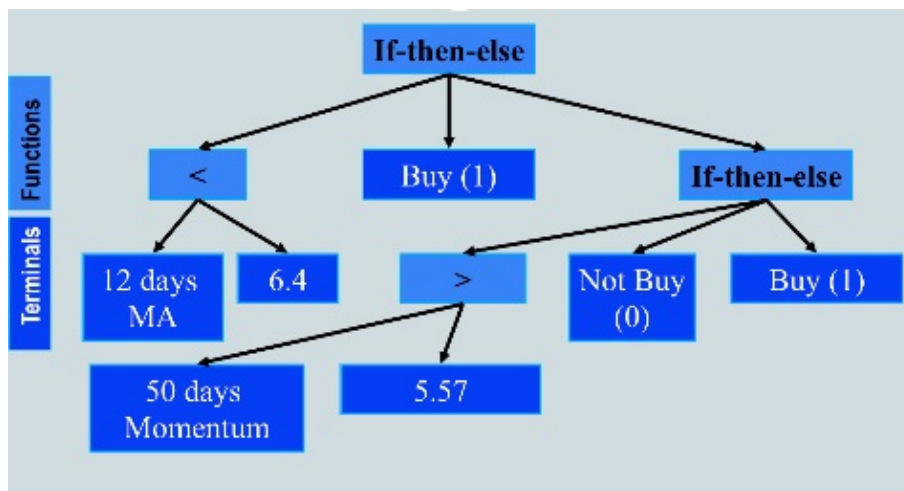 If-then-else
Functions
<
Buy (1)
If-then-else
Terminals
12 days
MA
6.4
>
Not Buy
(0)
Buy (1)
50 days
Momentum
5.57